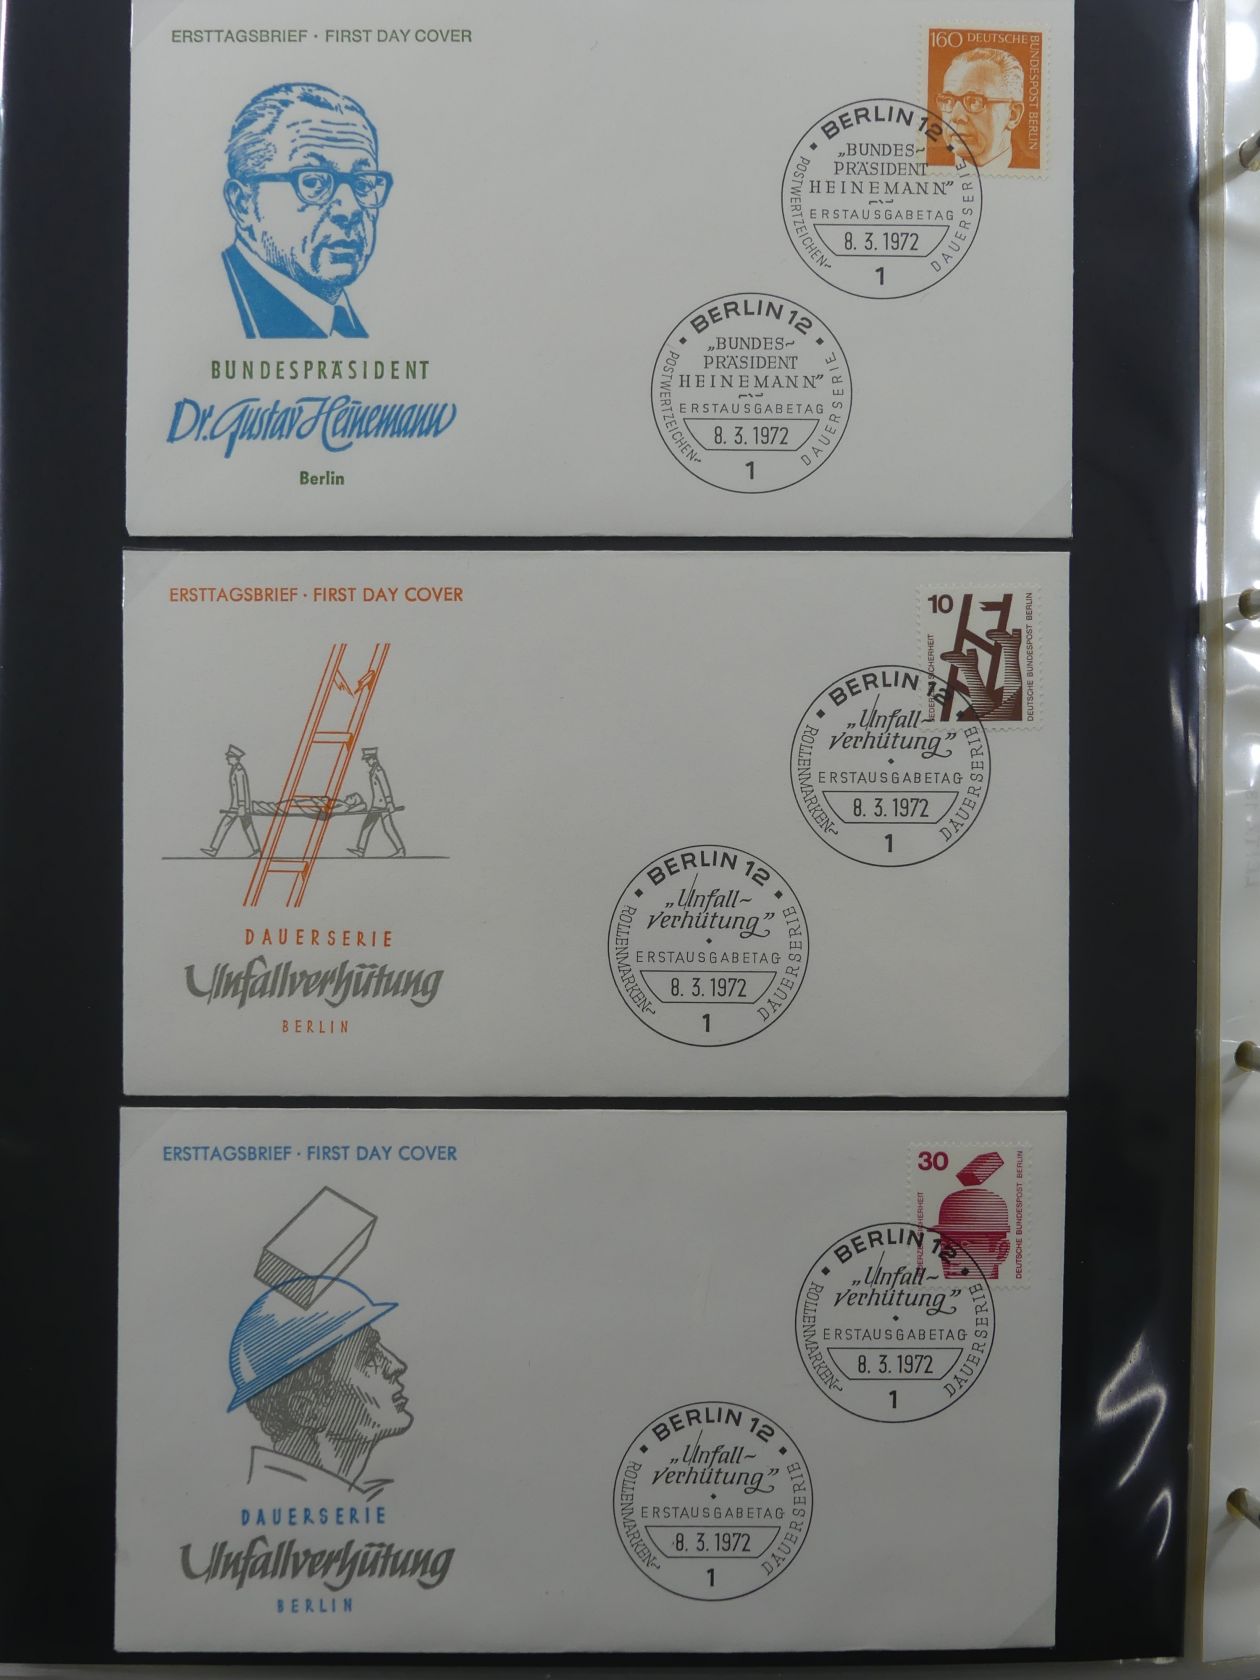 ERSTTAGSBRIEF · FIRST DAY COVER
160 DEUTSCHE
BUNDESPOST BERLIN
BERLIN 12
„BUNDES-
PRÄSIDENT
HEINEMANN”
ERSTAUSGABETAG
8. 3. 1972
1
POSTWERTZEICHEN
DAUERSERIE
BERLIN 12
„BUNDES-
PRÄSIDENT
HEINEMANN”
ERSTAUSGABETAG
8. 3. 1972
1
POSTWERTZEICHEN
DAUERSERIE
BUNDESPRÄSIDENT
Dr. Gustav Heinemann
Berlin
ERSTTAGSBRIEF · FIRST DAY COVER
10
SICHERHEIT
DEUTSCHE BUNDESPOST BERLIN
BERLIN 12
„Unfall-
verhütung”
ERSTAUSGABETAG
8. 3. 1972
1
ROLLENMARKEN
DAUERSERIE
BERLIN 12
„Unfall-
verhütung”
ERSTAUSGABETAG
8. 3. 1972
1
ROLLENMARKEN
DAUERSERIE
DAUERSERIE
Unfallverhütung
BERLIN
ERSTTAGSBRIEF · FIRST DAY COVER
30
SICHERHEIT
DEUTSCHE BUNDESPOST BERLIN
BERLIN 12
„Unfall-
verhütung”
ERSTAUSGABETAG
8. 3. 1972
1
ROLLENMARKEN
DAUERSERIE
BERLIN 12
„Unfall-
verhütung”
ERSTAUSGABETAG
8. 3. 1972
1
ROLLENMARKEN
DAUERSERIE
DAUERSERIE
Unfallverhütung
BERLIN